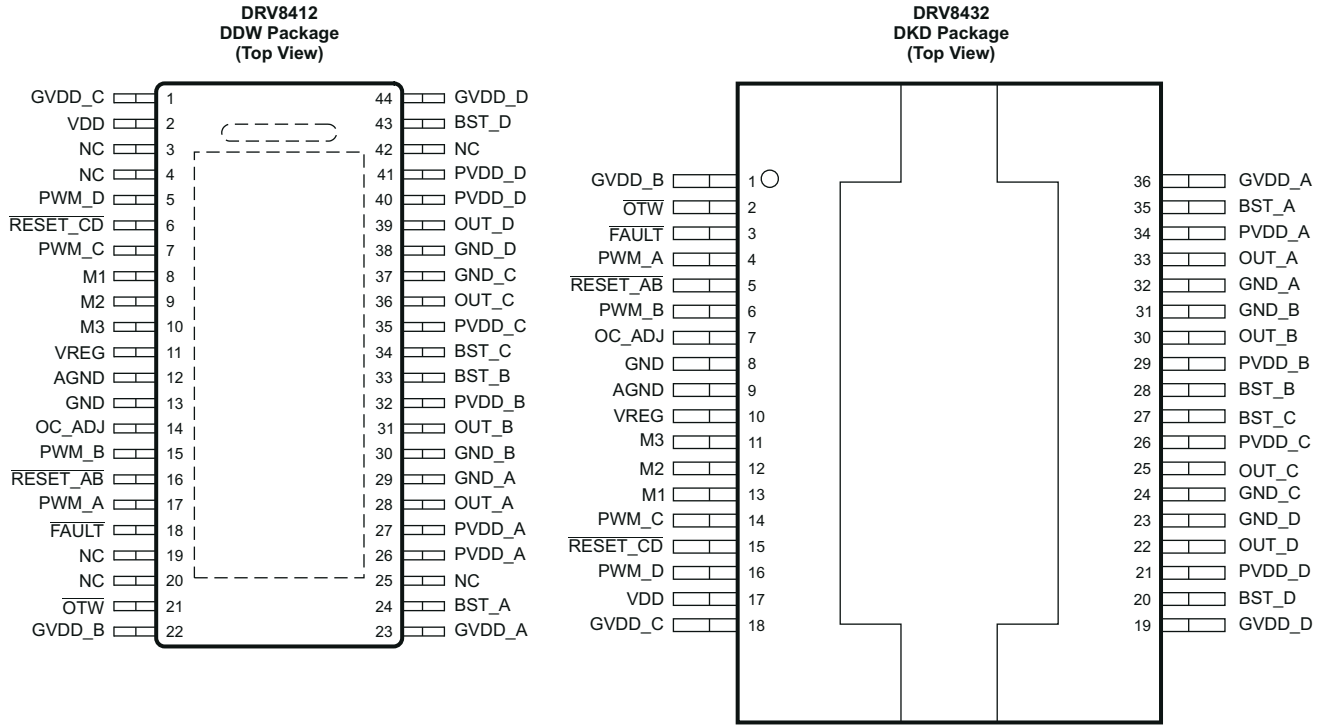 DRV8412
DDW Package
(Top View)
GVDD_C 1 44 GVDD_D
VDD 2 43 BST_D
NC 3 42 NC
NC 4 41 PVDD_D
PWM_D 5 40 PVDD_D
RESET_CD 6 39 OUT_D
PWM_C 7 38 GND_D
M1 8 37 GND_C
M2 9 36 OUT_C
M3 10 35 PVDD_C
VREG 11 34 BST_C
AGND 12 33 BST_B
GND 13 32 PVDD_B
OC_ADJ 14 31 OUT_B
PWM_B 15 30 GND_B
RESET_AB 16 29 GND_A
PWM_A 17 28 OUT_A
FAULT 18 27 PVDD_A
NC 19 26 PVDD_A
NC 20 25 NC
OTW 21 24 BST_A
GVDD_B 22 23 GVDD_A
DRV8432
DKD Package
(Top View)
GVDD_B 1 36 GVDD_A
OTW 2 35 BST_A
FAULT 3 34 PVDD_A
PWM_A 4 33 OUT_A
RESET_AB 5 32 GND_A
PWM_B 6 31 GND_B
OC_ADJ 7 30 OUT_B
GND 8 29 PVDD_B
AGND 9 28 BST_B
VREG 10 27 BST_C
M3 11 26 PVDD_C
M2 12 25 OUT_C
M1 13 24 GND_C
PWM_C 14 23 GND_D
RESET_CD 15 22 OUT_D
PWM_D 16 21 PVDD_D
VDD 17 20 BST_D
GVDD_C 18 19 GVDD_D